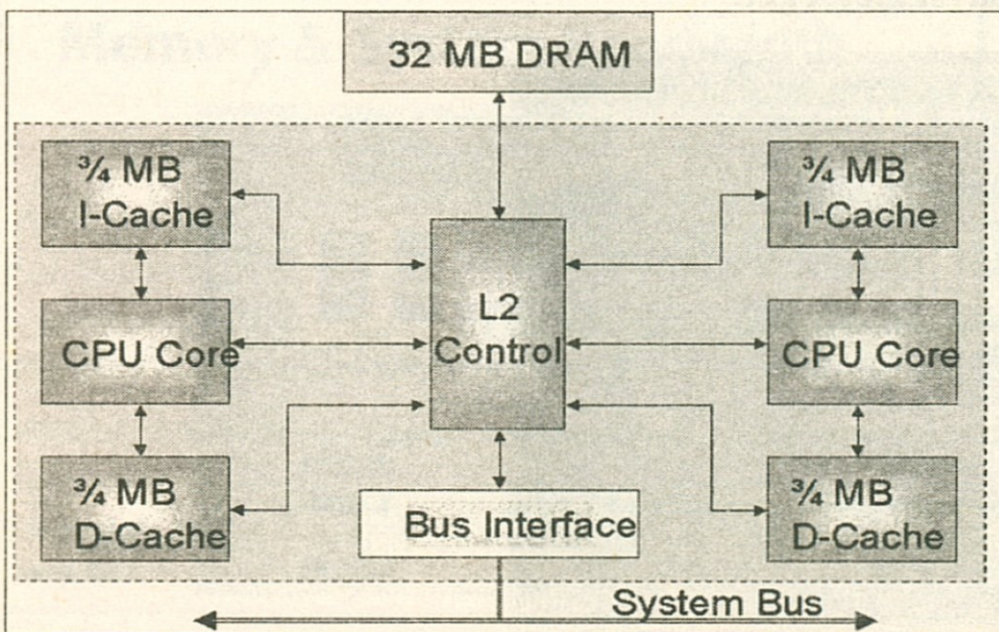 32 MB DRAM
¾ MB
I-Cache
¾ MB
I-Cache
CPU Core
L2
Control
CPU Core
¾ MB
D-Cache
Bus Interface
¾ MB
D-Cache
System Bus